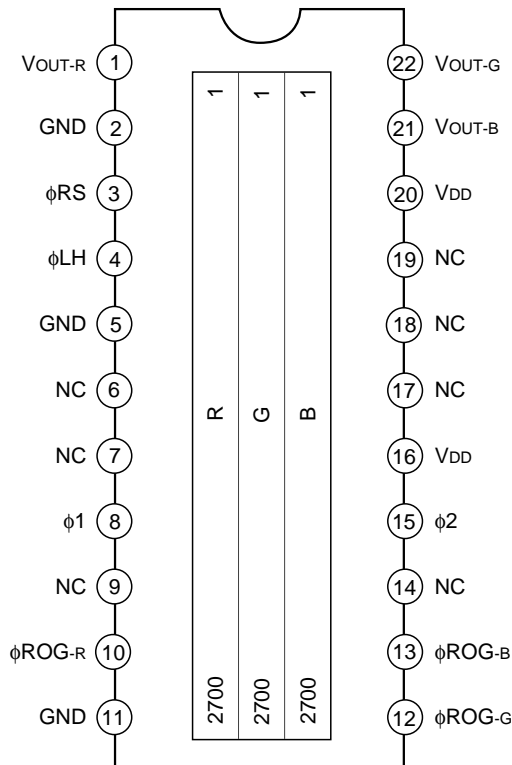 VOUT-R 1
GND 2
φRS 3
φLH 4
GND 5
NC 6
NC 7
φ1 8
NC 9
φROG-R 10
GND 11
1 1 1
R G B
2700 2700 2700
22 VOUT-G
21 VOUT-B
20 VDD
19 NC
18 NC
17 NC
16 VDD
15 φ2
14 NC
13 φROG-B
12 φROG-G